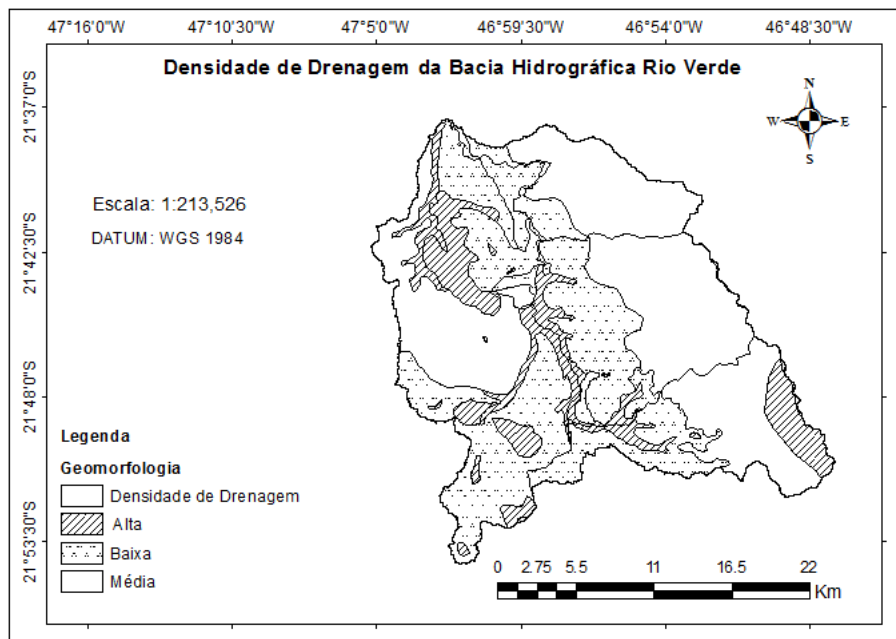 47°16'0"W 47°10'30"W 47°5'0"W 46°59'30"W 46°54'0"W 46°48'30"W
Densidade de Drenagem da Bacia Hidrográfica Rio Verde
N
W E
S
21°37'0"S
Escala: 1:213,526
DATUM: WGS 1984
21°42'30"S
21°48'0"S
Legenda
Geomorfologia
Densidade de Drenagem
Alta
Baixa
Média
21°53'30"S
0 2.75 5.5 11 16.5 22
Km